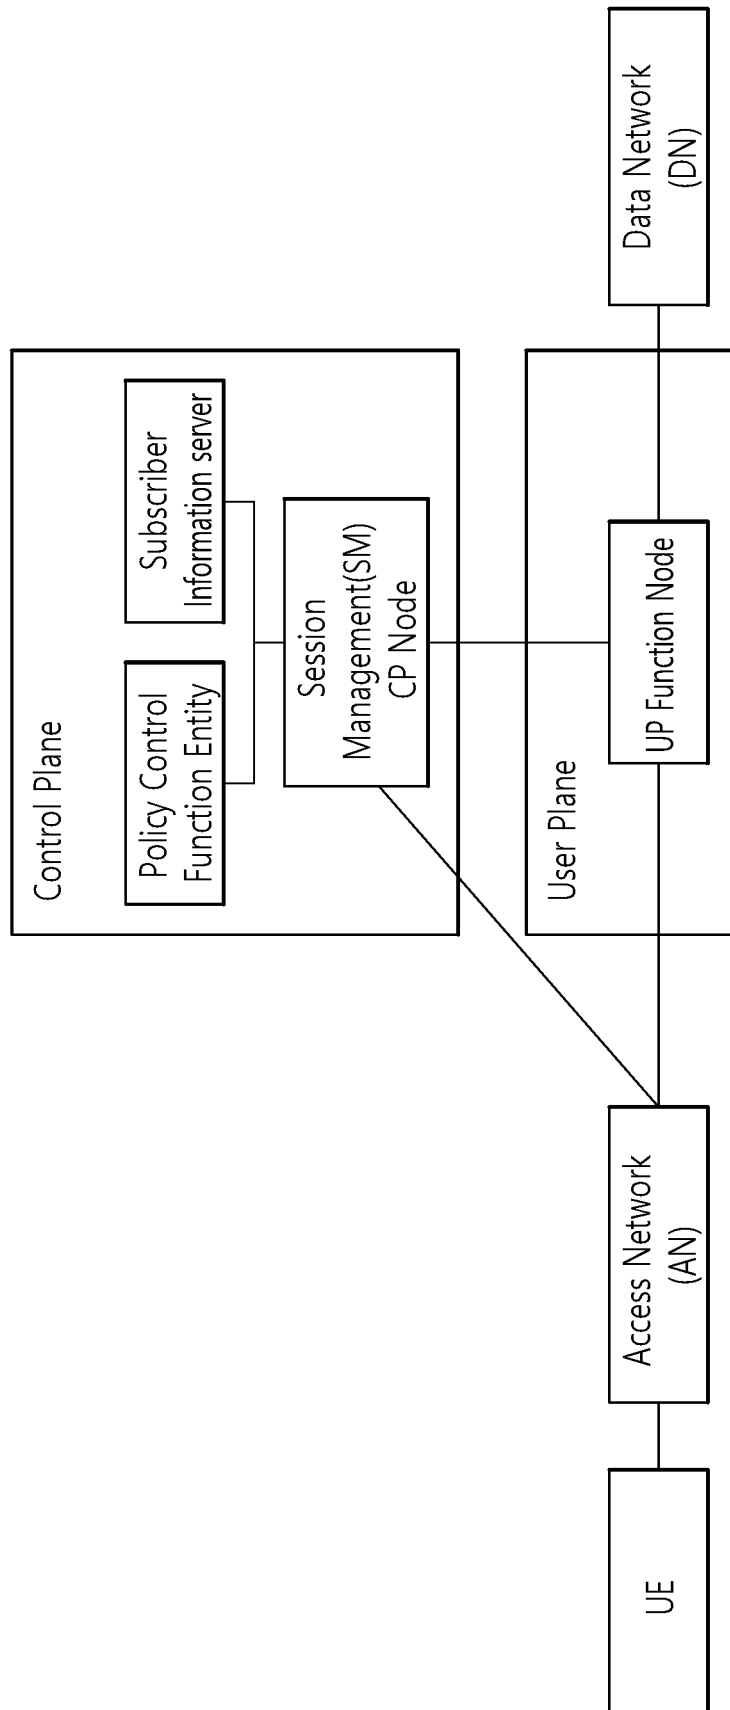 Control Plane
Policy Control
Function Entity
Subscriber
Information server
Session
Management(SM)
CP Node
User Plane
UE
Access Network
(AN)
UP Function Node
Data Network
(DN)